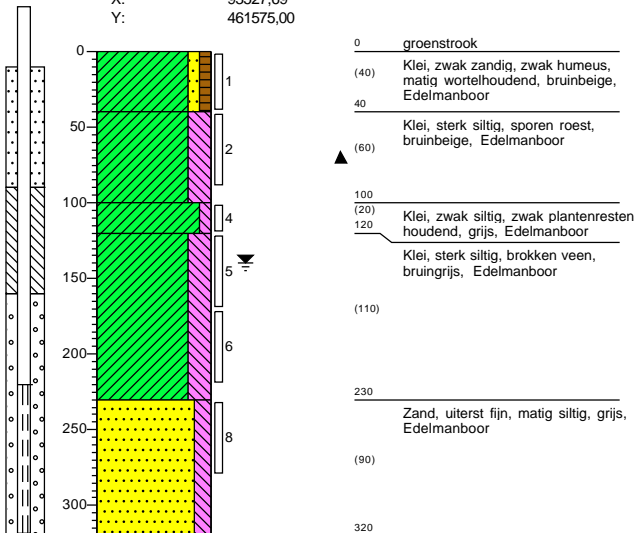 Y: 461575,00
0 groenstrook
0
(40) Klei, zwak zandig, zwak humeus,
matig wortelhoudend, bruinbeige,
Edelmanboor
1
40
50
Klei, sterk siltig, sporen roest,
bruinbeige, Edelmanboor
2
(60)
100
100
(20)
Klei, zwak siltig, zwak plantenresten
houdend, grijs, Edelmanboor
4
120
Klei, sterk siltig, brokken veen,
bruingrijs, Edelmanboor
5
150
(110)
6
200
230
Zand, uiterst fijn, matig siltig, grijs,
Edelmanboor
250
8
(90)
300
320